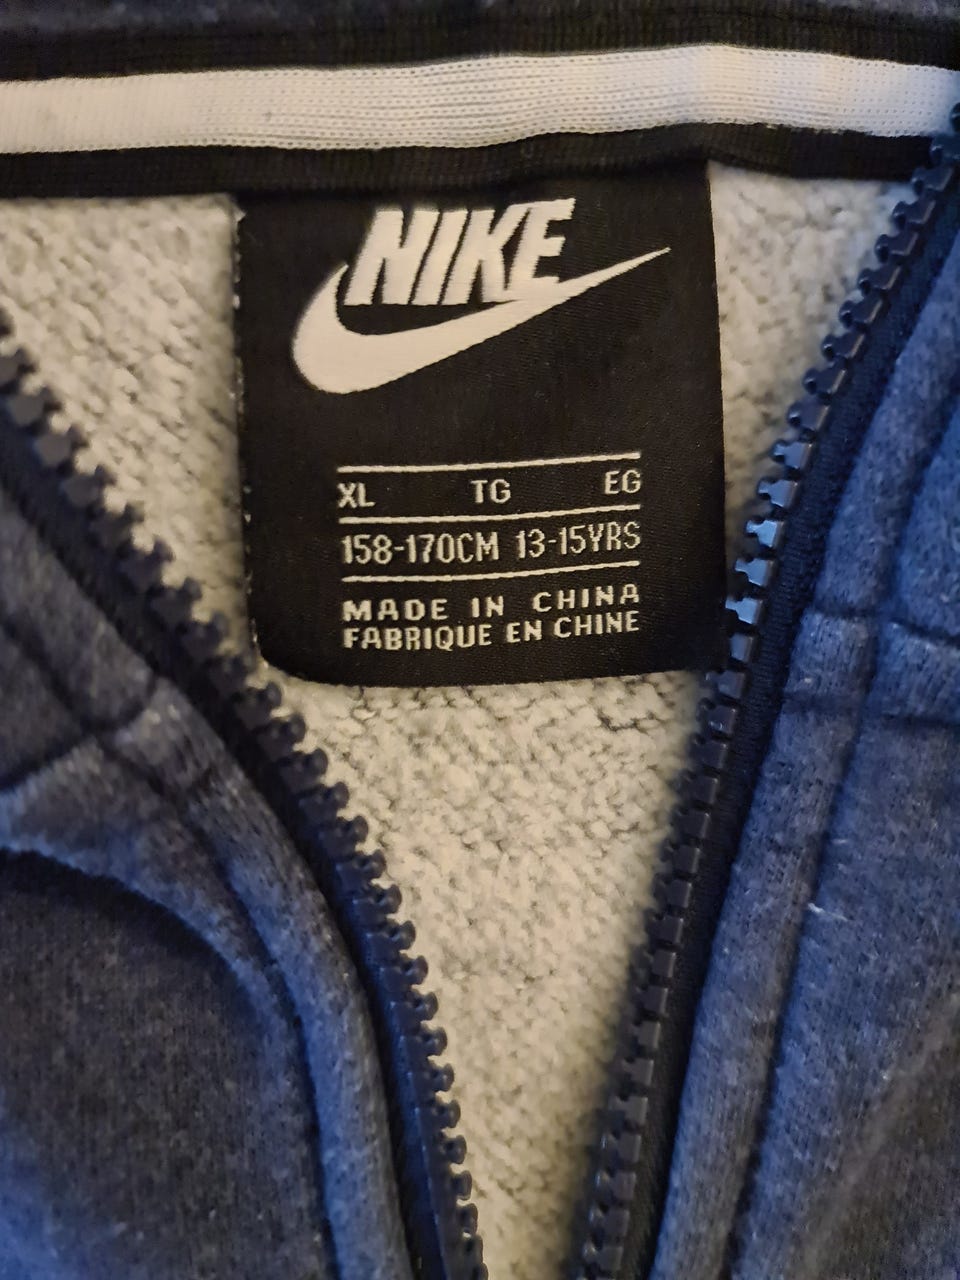 NIKE
XL TG EG
158-170CM 13-15YRS
MADE IN CHINA
FABRIQUE EN CHINE